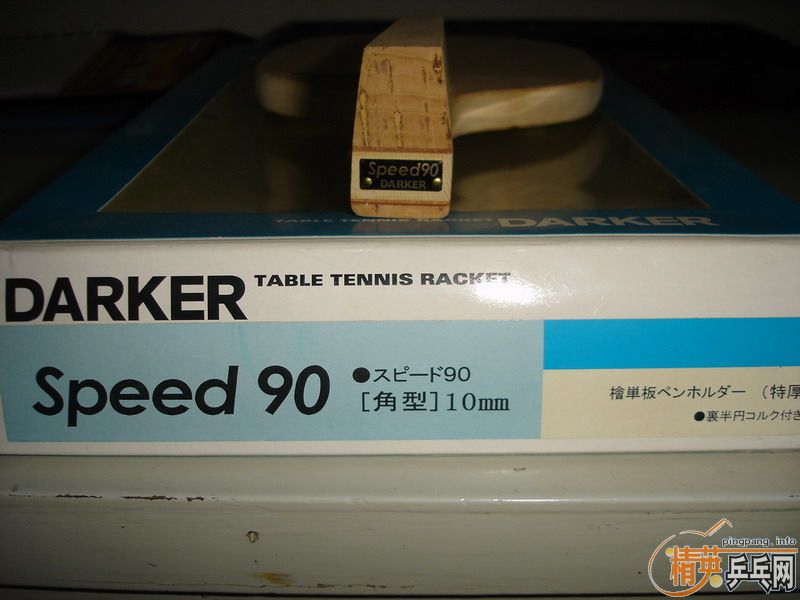 Speed90
DARKER
TABLE TENNIS RACKET DARKER
DARKER TABLE TENNIS RACKET
Speed 90
●スピード90
[角型]10mm
檜単板ペンホルダー (特厚
●裏半円コルク付き
pingpang.info
精英乒乓网